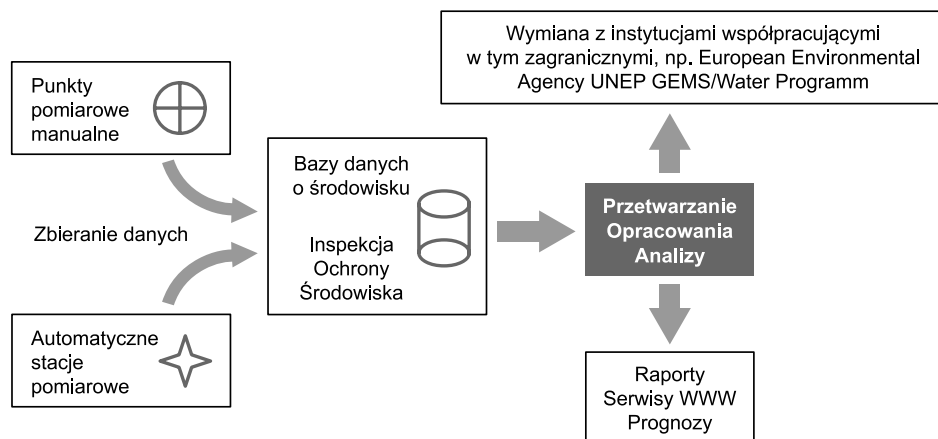 Punkty
pomiarowe
manualne
Zbieranie danych
Automatyczne
stacje
pomiarowe
Bazy danych
o środowisku
Inspekcja
Ochrony
Środowiska
Przetwarzanie
Opracowania
Analizy
Wymiana z instytucjami współpracującymi
w tym zagranicznymi, np. European Environmental
Agency UNEP GEMS/Water Programm
Raporty
Serwisy WWW
Prognozy